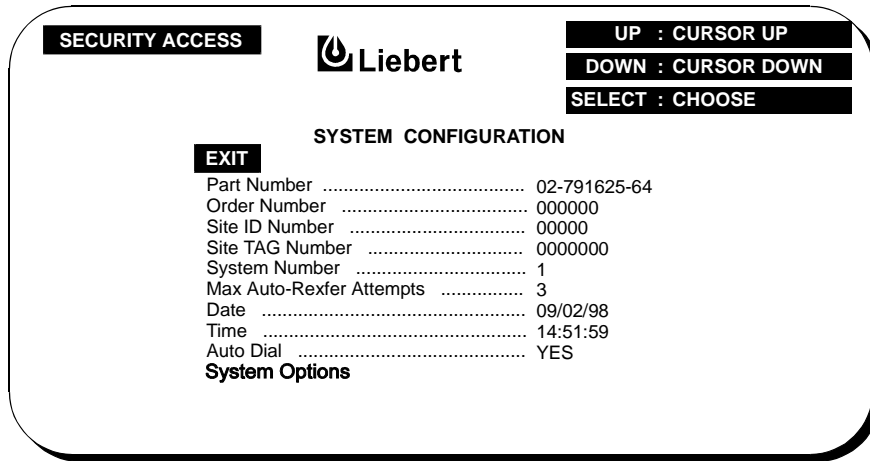 SECURITY ACCESS
Liebert
UP : CURSOR UP
DOWN : CURSOR DOWN
SELECT : CHOOSE
SYSTEM CONFIGURATION
EXIT
Part Number ....................................... 02-791625-64
Order Number .................................... 000000
Site ID Number .................................. 00000
Site TAG Number .............................. 0000000
System Number ................................. 1
Max Auto-Rexfer Attempts ................ 3
Date ................................................... 09/02/98
Time ................................................... 14:51:59
Auto Dial ............................................ YES
System Options